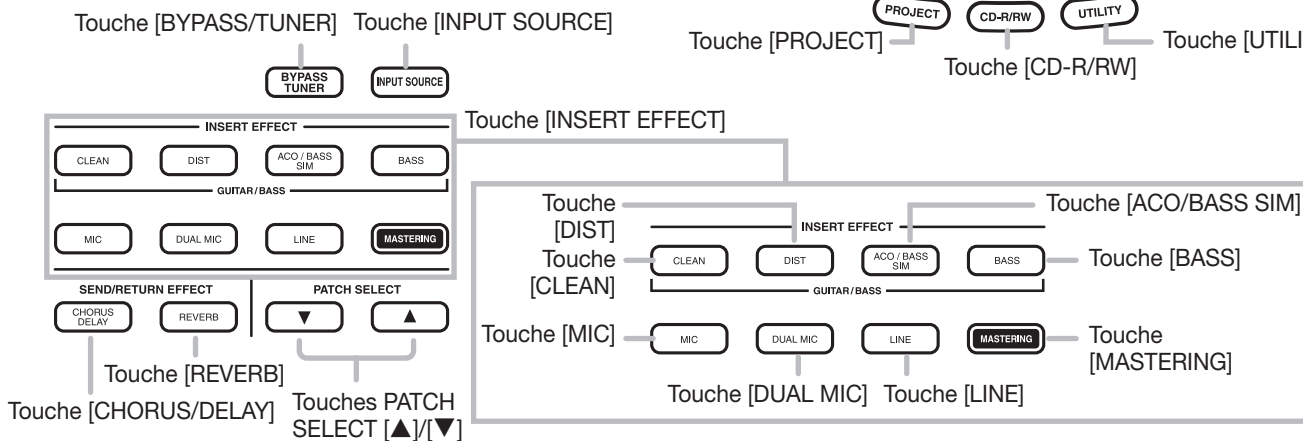 Touche [BYPASS/TUNER] Touche [INPUT SOURCE]
BYPASS
TUNER
INPUT SOURCE
PROJECT
CD-R/RW
UTILITY
Touche [PROJECT]
Touche [CD-R/RW]
Touche [UTILI
Touche [INSERT EFFECT]
INSERT EFFECT
CLEAN
DIST
ACO / BASS
SIM
BASS
GUITAR/BASS
MIC
DUAL MIC
LINE
MASTERING
SEND/RETURN EFFECT
PATCH SELECT
CHORUS
DELAY
REVERB
▼
▲
Touche [REVERB]
Touche [CHORUS/DELAY]
Touches PATCH
SELECT [▲]/[▼]
Touche
[DIST]
Touche [ACO/BASS SIM]
INSERT EFFECT
Touche
[CLEAN]
CLEAN
DIST
ACO / BASS
SIM
BASS
Touche [BASS]
GUITAR/BASS
Touche [MIC]
MIC
DUAL MIC
LINE
MASTERING
Touche
[MASTERING]
Touche [DUAL MIC]
Touche [LINE]